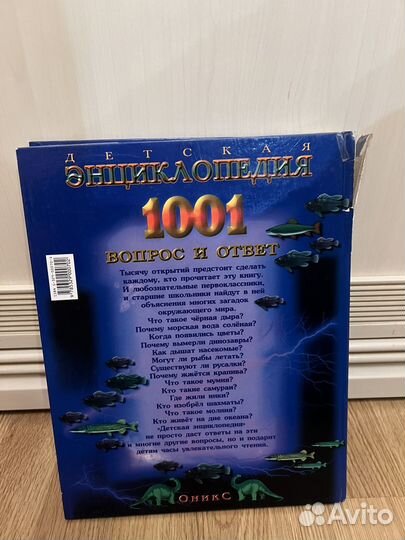 ДЕТСКАЯ
ЭНЦИКЛОПЕДИЯ
1001
ВОПРОС И ОТВЕТ
Тысячу открытий предстоит сделать
каждому, кто прочитает эту книгу.
И любознательные первоклассники,
и старшие школьники найдут в ней
объяснения многих загадок
окружающего мира.
Что такое чёрная дыра?
Почему морская вода солёная?
Когда появились цветы?
Почему вымерли динозавры?
Как дышат насекомые?
Могут ли рыбы летать?
Существуют ли русалки?
Почему жжётся крапива?
Что такое мумия?
Кто такие самураи?
Где жили инки?
Кто изобрёл шахматы?
Что такое молния?
Кто живёт на дне океана?
«Детская энциклопедия»
не просто даст ответы на эти
и многие другие вопросы, но и подарит
детям часы увлекательного чтения.
ОНИКС
Avito